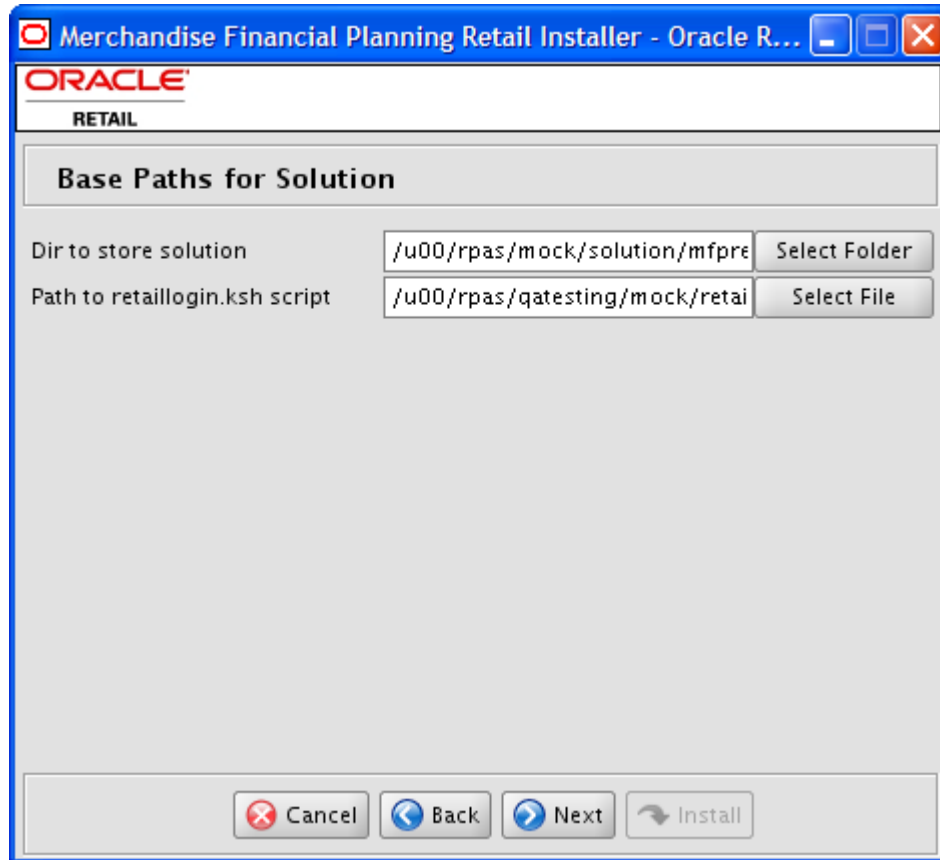 Merchandise Financial Planning Retail Installer - Oracle R...
ORACLE
RETAIL
Base Paths for Solution
Dir to store solution /u00/rpas/mock/solution/mfpre Select Folder
Path to retaillogin.ksh script /u00/rpas/qatesting/mock/retai Select File
Cancel Back Next Install